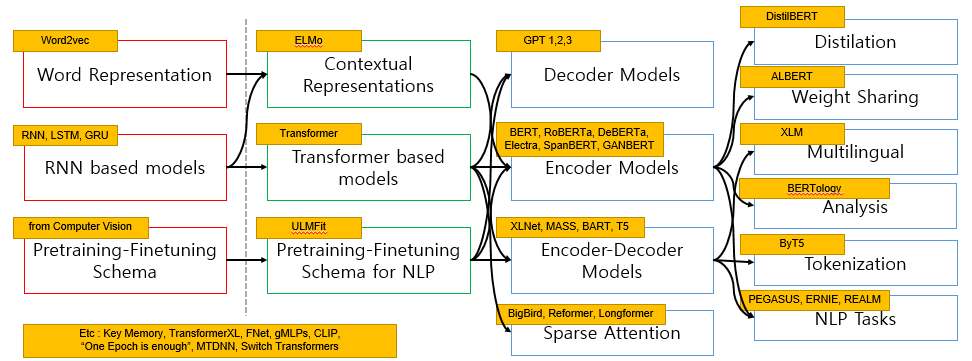 Word2vec
Word Representation
RNN, LSTM, GRU
RNN based models
from Computer Vision
Pretraining-Finetuning
Schema
ELMo
Contextual
Representations
Transformer
Transformer based
models
ULMFit
Pretraining-Finetuning
Schema for NLP
GPT 1,2,3
Decoder Models
BERT, RoBERTa, DeBERTa,
Electra, SpanBERT, GANBERT
Encoder Models
XLNet, MASS, BART, T5
Encoder-Decoder
Models
BigBird, Reformer, Longformer
Sparse Attention
DistilBERT
Distilation
ALBERT
Weight Sharing
XLM
Multilingual
BERTology
Analysis
ByT5
Tokenization
PEGASUS, ERNIE, REALM
NLP Tasks
Etc : Key Memory, TransformerXL, FNet, gMLPs, CLIP,
“One Epoch is enough”, MTDNN, Switch Transformers